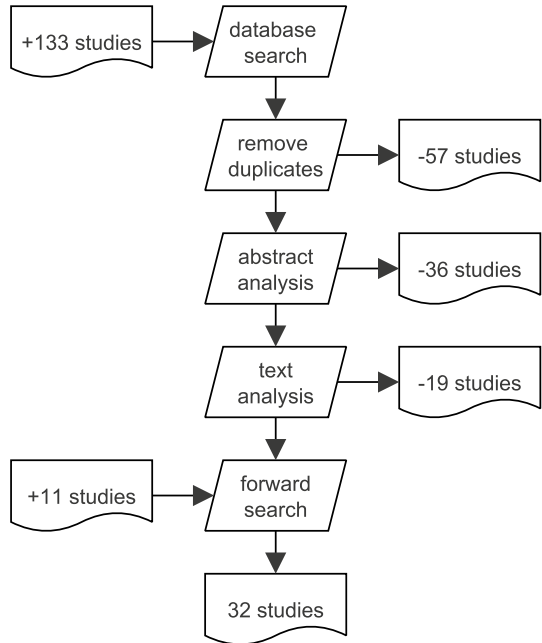 +133 studies
database
search
remove
duplicates
-57 studies
abstract
analysis
-36 studies
text
analysis
-19 studies
+11 studies
forward
search
32 studies